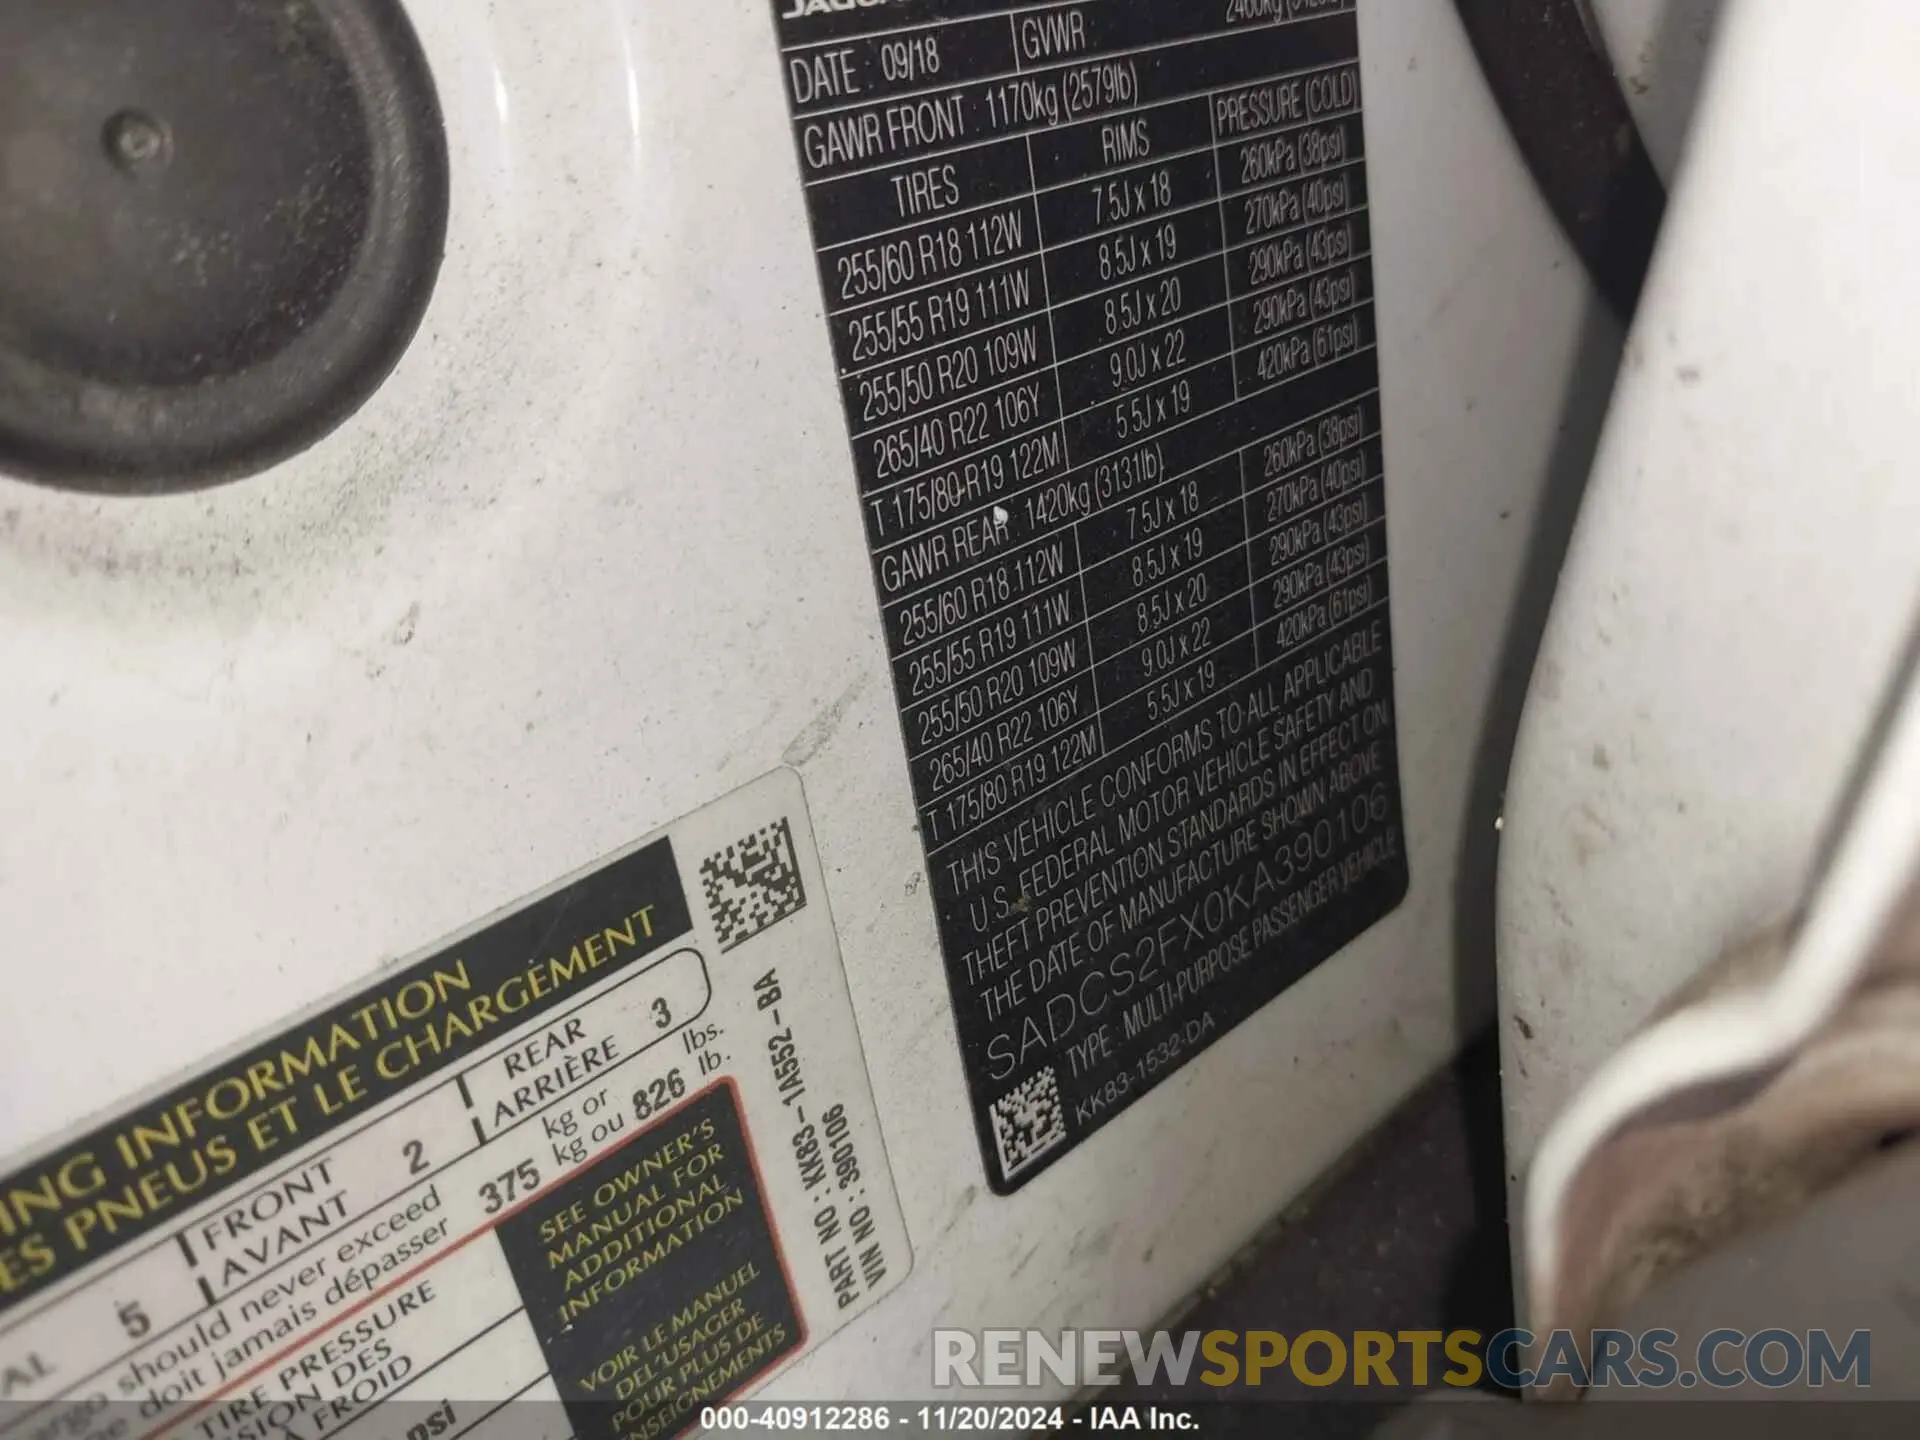 DATE : 09/18 GVWR
GAWR FRONT : 1170kg (2579lb)
TIRES RIMS PRESSURE (COLD)
255/60 R18 112W 7.5J x 18 260kPa (38psi)
255/55 R19 111W 8.5J x 19 270kPa (40psi)
255/50 R20 109W 8.5J x 20 290kPa (43psi)
265/40 R22 106Y 9.0J x 22 290kPa (43psi)
T 175/80 R19 122M 5.5J x 19 420kPa (61psi)
GAWR REAR : 1420kg (3131lb)
255/60 R18 112W 7.5J x 18 260kPa (38psi)
255/55 R19 111W 8.5J x 19 270kPa (40psi)
255/50 R20 109W 8.5J x 20 290kPa (43psi)
265/40 R22 106Y 9.0J x 22 290kPa (43psi)
T 175/80 R19 122M 5.5J x 19 420kPa (61psi)
THIS VEHICLE CONFORMS TO ALL APPLICABLE
U.S. FEDERAL MOTOR VEHICLE SAFETY AND
THEFT PREVENTION STANDARDS IN EFFECT ON
THE DATE OF MANUFACTURE SHOWN ABOVE
SADCS2FX0KA390106
TYPE : MULTI-PURPOSE PASSENGER VEHICLE
KK83-1532-DA
ING INFORMATION
ES PNEUS ET LE CHARGEMENT
AL 5 FRONT AVANT 2 REAR ARRIÈRE 3
cargo should never exceed 375 kg or 826 lbs.
ne doit jamais dépasser kg ou lb.
TIRE PRESSURE
SION DES
À FROID
psi
SEE OWNER'S
MANUAL FOR
ADDITIONAL
INFORMATION
VOIR LE MANUEL
DEL'USAGER
POUR PLUS DE
ENSEIGNEMENTS
PART NO : KK83-1A552-BA
VIN NO : 390106
RENEWSPORTSCARS.COM
000-40912286 - 11/20/2024 - IAA Inc.